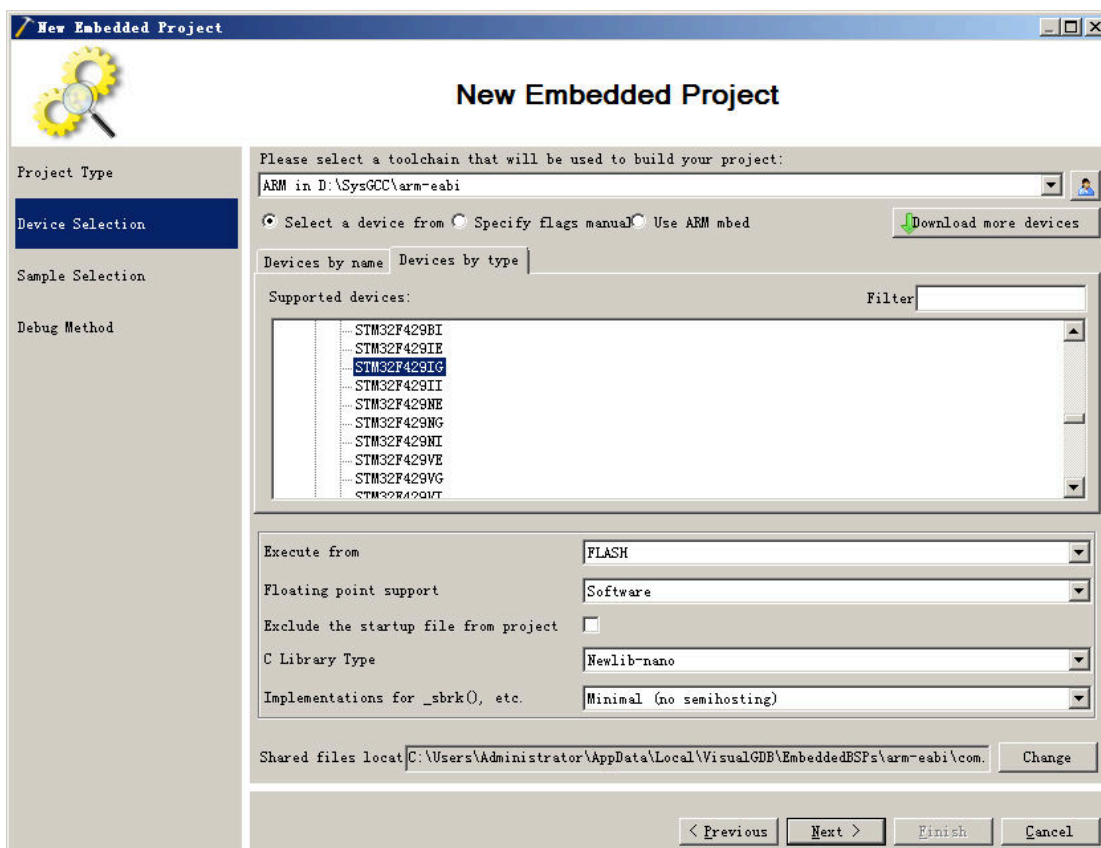 New Embedded Project
New Embedded Project
Project Type
Device Selection
Sample Selection
Debug Method
Please select a toolchain that will be used to build your project:
ARM in D:\SysGCC\arm-eabi
Select a device from
Specify flags manual
Use ARM mbed
Download more devices
Devices by name
Devices by type
Supported devices:
Filter
STM32F429BI
STM32F429IE
STM32F429IG
STM32F429II
STM32F429NE
STM32F429NG
STM32F429NI
STM32F429VE
STM32F429VG
STM32F429VI
Execute from
FLASH
Floating point support
Software
Exclude the startup file from project
C Library Type
Newlib-nano
Implementations for _sbrk(), etc.
Minimal (no semihosting)
Shared files locat
C:\Users\Administrator\AppData\Local\VisualGDB\EmbeddedBSPs\arm-eabi\com.
Change
< Previous
Next >
Finish
Cancel